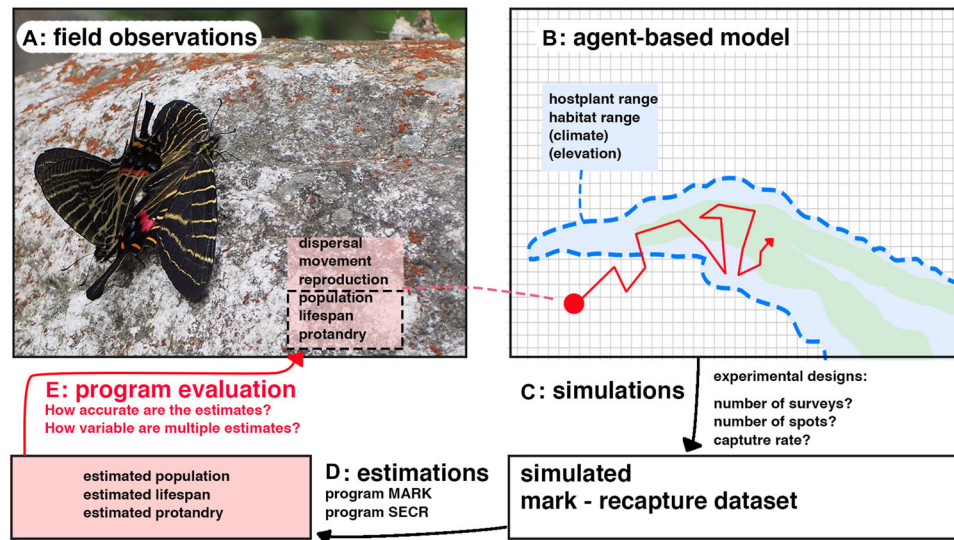 A: field observations
dispersal
movement
reproduction
population
lifespan
protandry
B: agent-based model
hostplant range
habitat range
(climate)
(elevation)
C: simulations
experimental designs:
number of surveys?
number of spots?
captutre rate?
simulated
mark - recapture dataset
D: estimations
program MARK
program SECR
estimated population
estimated lifespan
estimated protandry
E: program evaluation
How accurate are the estimates?
How variable are multiple estimates?